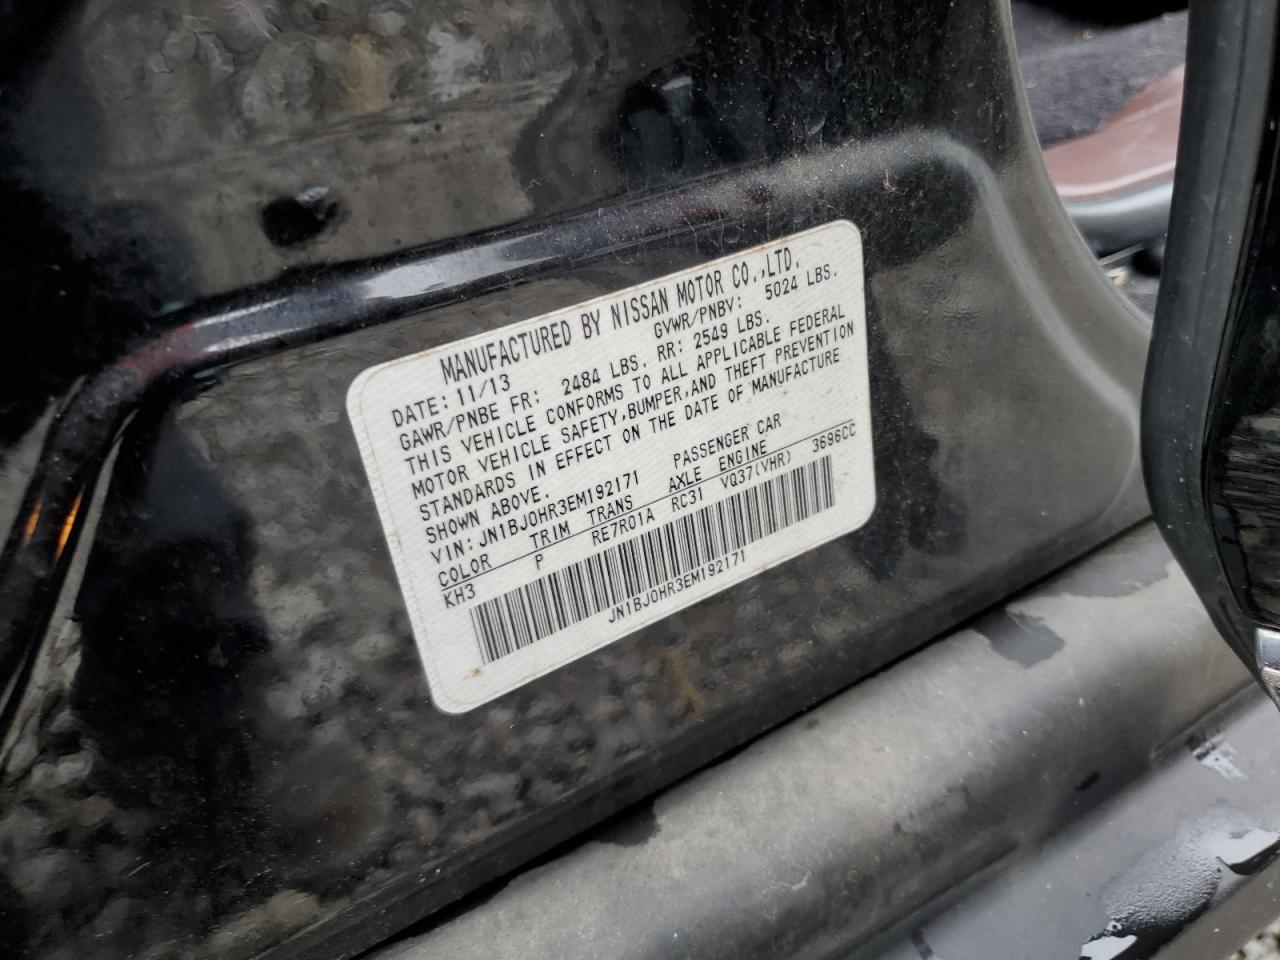 MANUFACTURED BY NISSAN MOTOR CO.,LTD.
DATE: 11/13 GVWR/PNBV: 5024 LBS.
GAWR/PNBE FR: 2484 LBS. RR: 2549 LBS.
THIS VEHICLE CONFORMS TO ALL APPLICABLE FEDERAL
MOTOR VEHICLE SAFETY,BUMPER,AND THEFT PREVENTION
STANDARDS IN EFFECT ON THE DATE OF MANUFACTURE
SHOWN ABOVE.
VIN: JN1BJ0HR3EM192171 PASSENGER CAR
COLOR TRIM TRANS AXLE ENGINE
KH3 P RE7R01A RC31 VQ37(VHR) 3696CC
JN1BJ0HR3EM192171